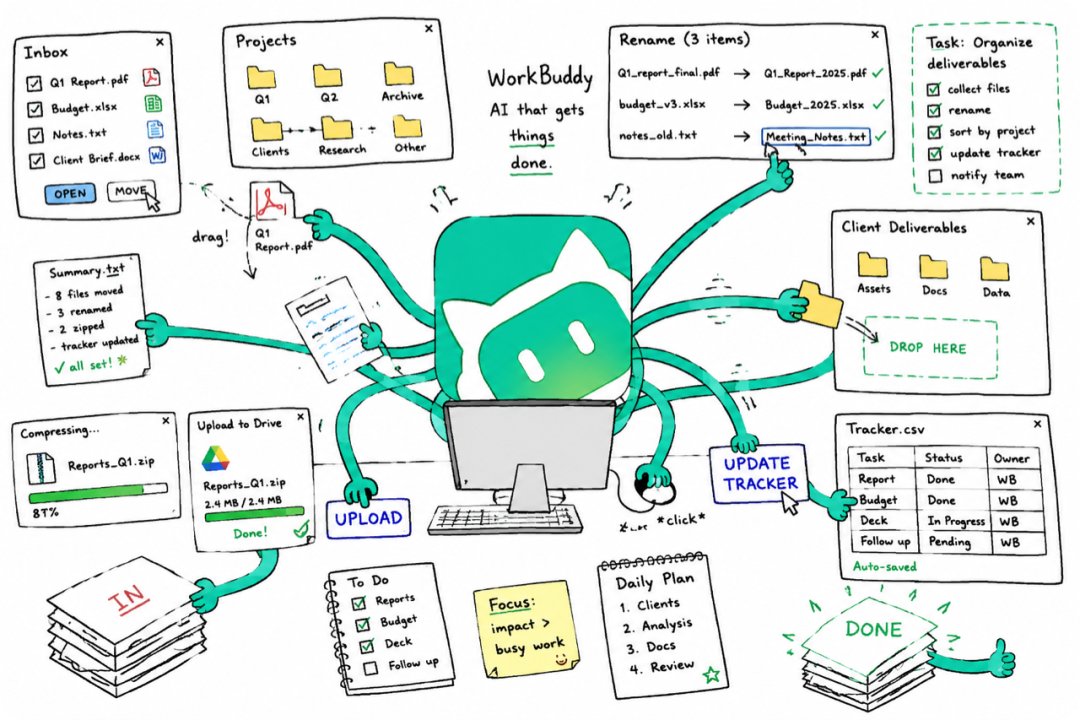 Inbox
Q1 Report.pdf
Budget.xlsx
Notes.txt
Client Brief.docx
OPEN
MOVE
Projects
Q1
Q2
Archive
Clients
Research
Other
WorkBuddy
AI that gets
things
done.
Rename (3 items)
Q1_report_final.pdf → Q1_Report_2025.pdf
budget_v3.xlsx → Budget_2025.xlsx
notes_old.txt → Meeting_Notes.txt
Task: Organize
deliverables
collect files
rename
sort by project
update tracker
notify team
drag!
Q1
Report.pdf
Summary.txt
- 8 files moved
- 3 renamed
- 2 zipped
- tracker updated
✓ all set!
Client Deliverables
Assets
Docs
Data
DROP HERE
Compressing...
Reports_Q1.zip
87%
Upload to Drive
Reports_Q1.zip
2.4 MB / 2.4 MB
Done!
UPLOAD
*click*
UPDATE
TRACKER
Tracker.csv
Task Status Owner
Report Done WB
Budget Done WB
Deck In Progress WB
Follow up Pending WB
Auto-saved
IN
To Do
Reports
Budget
Deck
Follow up
Focus:
impact >
busy work
Daily Plan
1. Clients
2. Analysis
3. Docs
4. Review
DONE